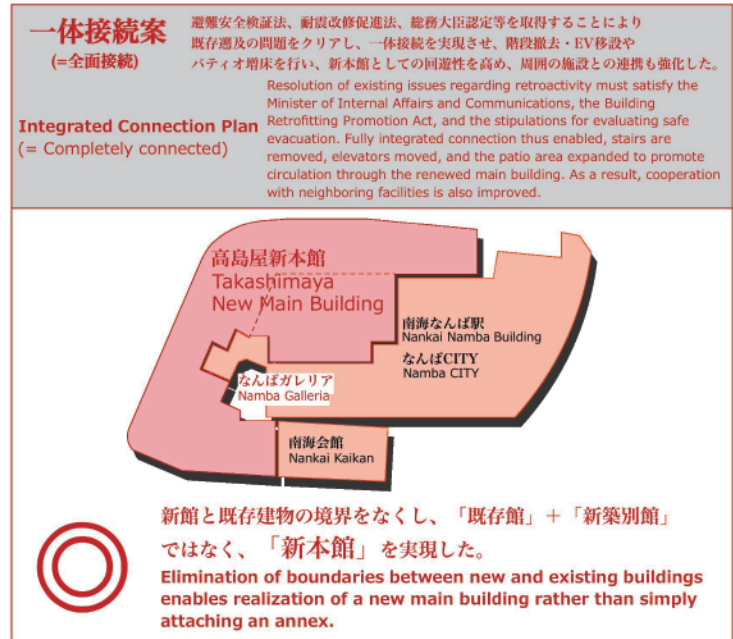 一体接続案
(=全面接続)
避難安全検証法、耐震改修促進法、総務大臣認定等を取得することにより
既存遡及の問題をクリアし、一体接続を実現させ、階段撤去・EV移設や
パティオ増床を行い、新本館としての回遊性を高め、周囲の施設との連携も強化した。
Integrated Connection Plan
(= Completely connected)
Resolution of existing issues regarding retroactivity must satisfy the
Minister of Internal Affairs and Communications, the Building
Retrofitting Promotion Act, and the stipulations for evaluating safe
evacuation. Fully integrated connection thus enabled, stairs are
removed, elevators moved, and the patio area expanded to promote
circulation through the renewed main building. As a result, cooperation
with neighboring facilities is also improved.
高島屋新本館
Takashimaya
New Main Building
南海なんば駅
Nankai Namba Building
なんばCITY
Namba CITY
なんばガレリア
Namba Galleria
南海会館
Nankai Kaikan
新館と既存建物の境界をなくし、「既存館」＋「新築別館」
ではなく、「新本館」を実現した。
Elimination of boundaries between new and existing buildings
enables realization of a new main building rather than simply
attaching an annex.